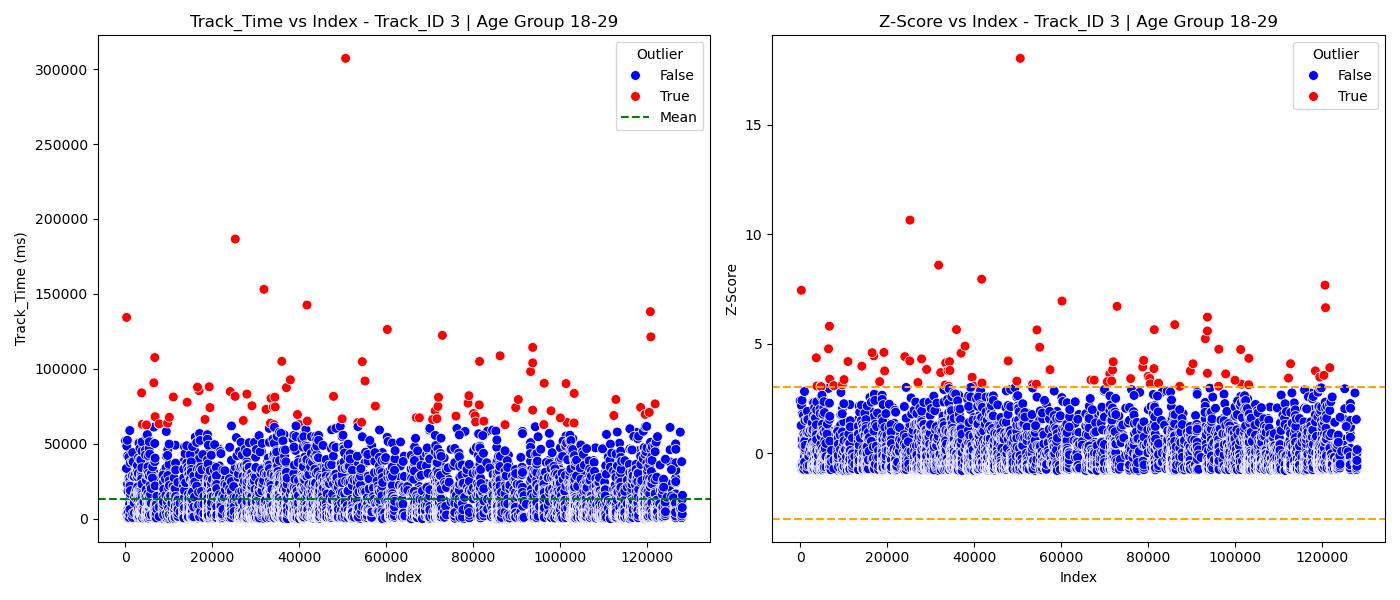 Track_Time vs Index - Track_ID 3 | Age Group 18-29
Outlier
False
True
Mean
300000
250000
200000
150000
100000
50000
0
Track_Time (ms)
0
20000
40000
60000
80000
100000
120000
Index
Z-Score vs Index - Track_ID 3 | Age Group 18-29
Outlier
False
True
15
10
5
0
Z-Score
0
20000
40000
60000
80000
100000
120000
Index